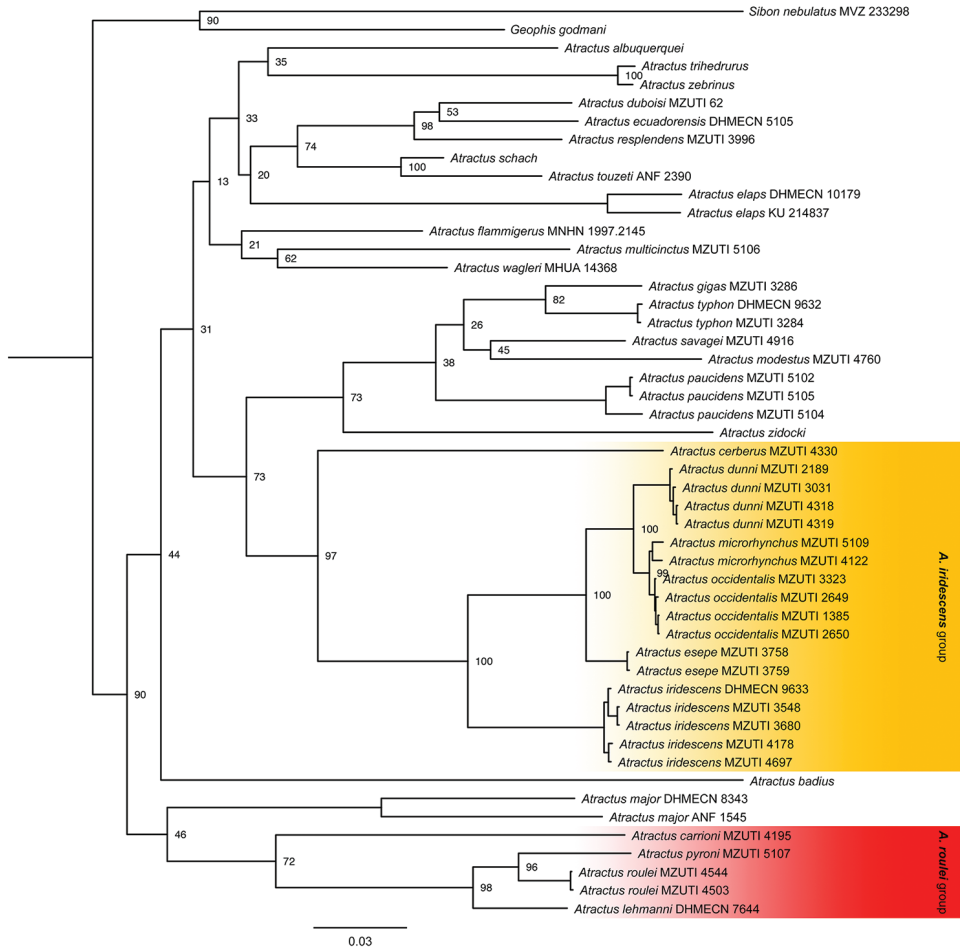 Sibon nebulatus MVZ 233298
90
Geophis godmani
Atractus albuquerquei
35
Atractus trihedrurus
100
Atractus zebrinus
Atractus duboisi MZUTI 62
53
33
Atractus ecuadorensis DHMECN 5105
98
Atractus resplendens MZUTI 3996
74
Atractus schach
100
20
Atractus touzeti ANF 2390
13
Atractus elaps DHMECN 10179
Atractus elaps KU 214837
Atractus flammigerus MNHN 1997.2145
21
Atractus multicinctus MZUTI 5106
62
Atractus wagleri MHUA 14368
Atractus gigas MZUTI 3286
82
Atractus typhon DHMECN 9632
26
Atractus typhon MZUTI 3284
31
Atractus savagei MZUTI 4916
45
Atractus modestus MZUTI 4760
38
Atractus paucidens MZUTI 5102
73
Atractus paucidens MZUTI 5105
Atractus paucidens MZUTI 5104
Atractus zidocki
Atractus cerberus MZUTI 4330
Atractus dunni MZUTI 2189
73
Atractus dunni MZUTI 3031
Atractus dunni MZUTI 4318
Atractus dunni MZUTI 4319
100
Atractus microrhynchus MZUTI 5109
44
97
Atractus microrhynchus MZUTI 4122
99
Atractus occidentalis MZUTI 3323
100
Atractus occidentalis MZUTI 2649
Atractus occidentalis MZUTI 1385
Atractus occidentalis MZUTI 2650
A. iridescens group
Atractus esepe MZUTI 3758
100
Atractus esepe MZUTI 3759
Atractus iridescens DHMECN 9633
90
Atractus iridescens MZUTI 3548
Atractus iridescens MZUTI 3680
Atractus iridescens MZUTI 4178
Atractus iridescens MZUTI 4697
Atractus badius
Atractus major DHMECN 8343
Atractus major ANF 1545
46
Atractus carrioni MZUTI 4195
Atractus pyroni MZUTI 5107
72
96
Atractus roulei MZUTI 4544
98
Atractus roulei MZUTI 4503
Atractus lehmanni DHMECN 7644
A. roulei group
0.03